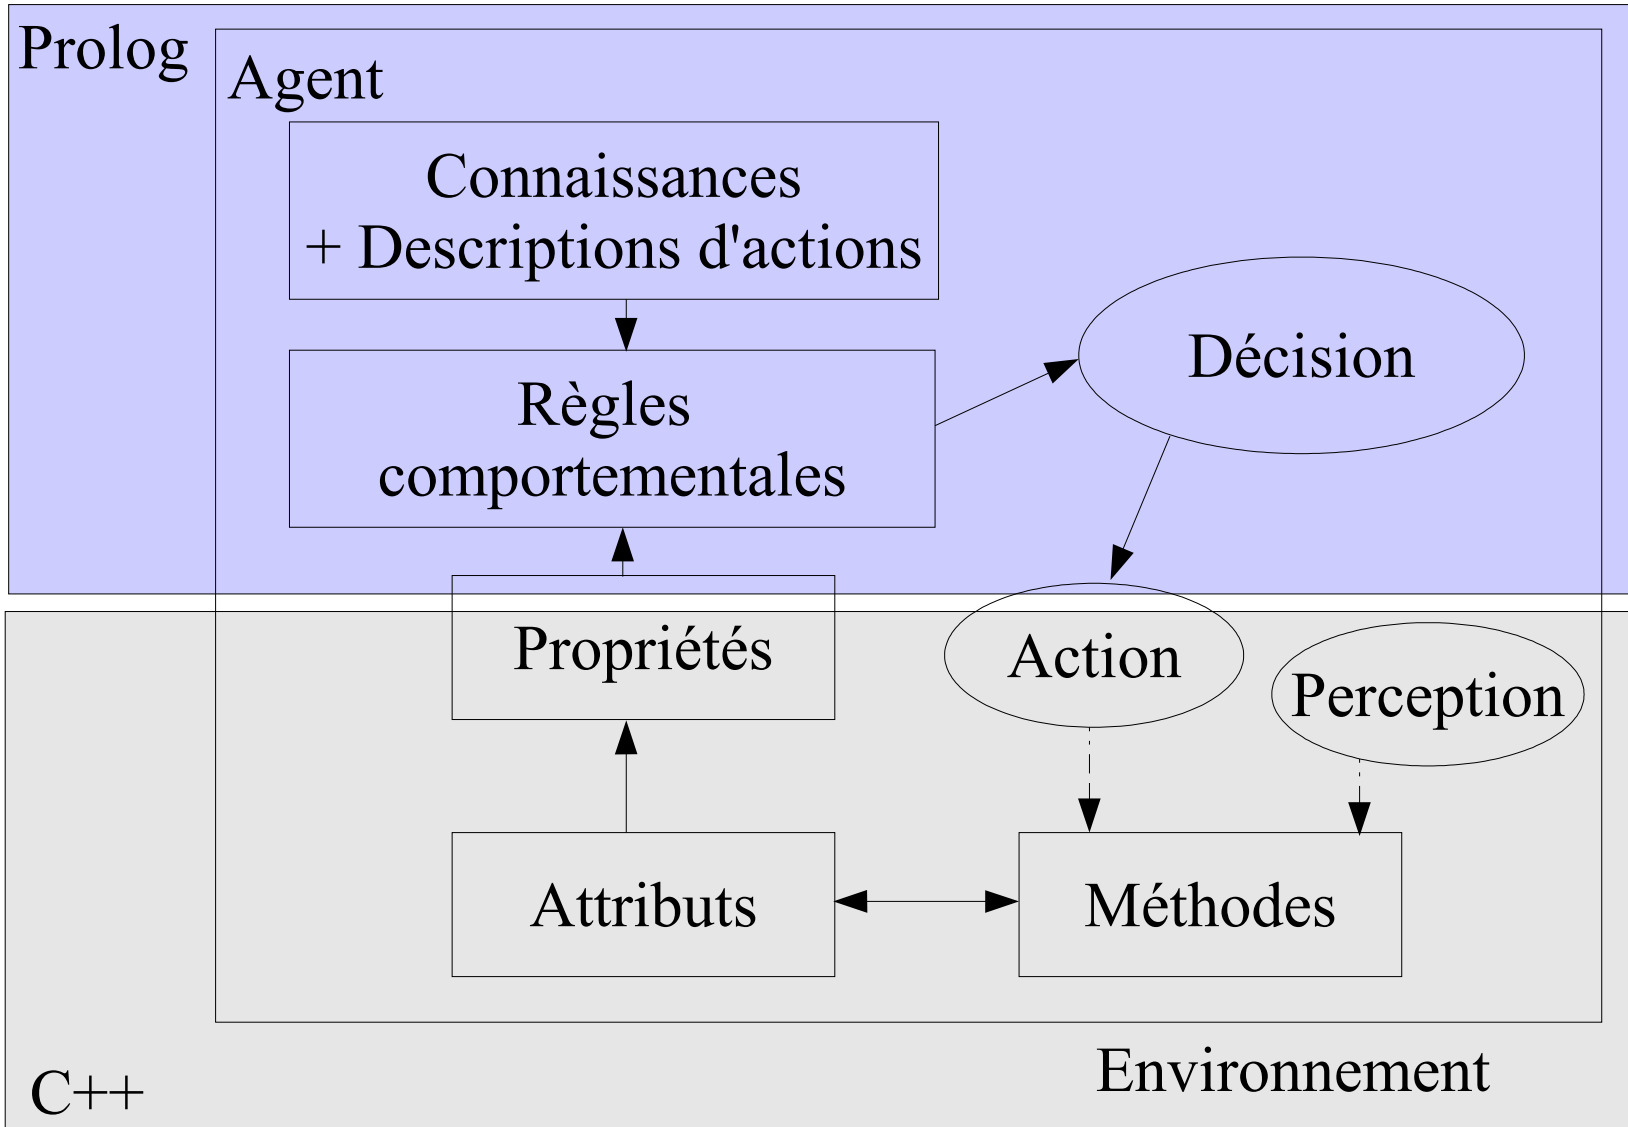 Prolog
Agent
Connaissances
+ Descriptions d'actions
Règles
comportementales
Décision
Propriétés
Action
Perception
Attributs
Méthodes
Environnement
C++